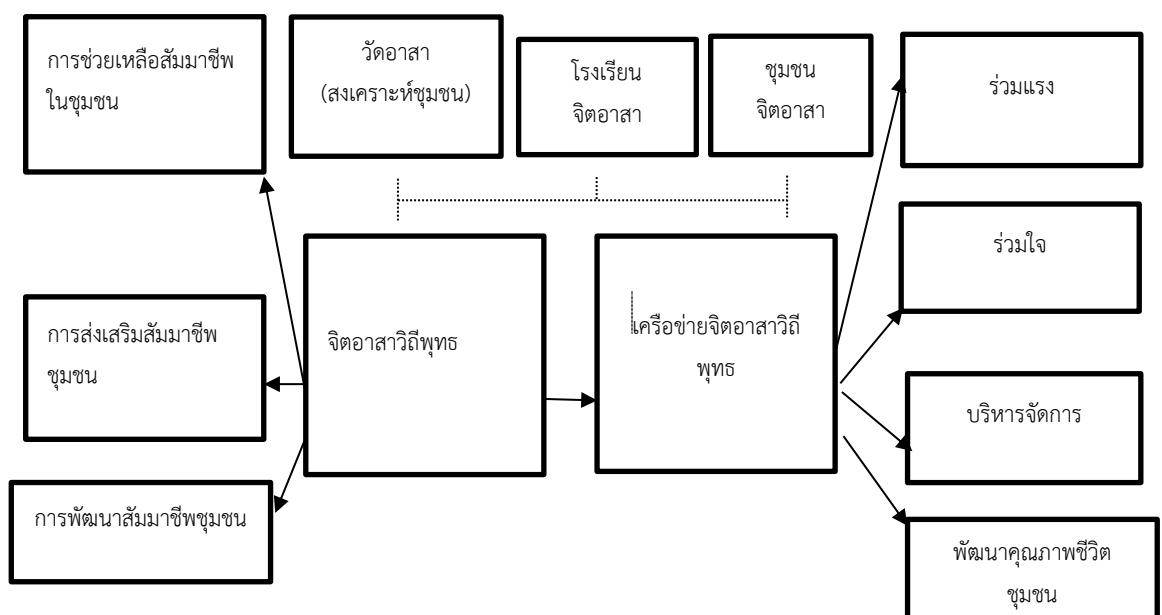 การช่วยเหลือสัมมาชีพ
ในชุมชน
วัดอาสา
(สงเคราะห์ชุมชน)
โรงเรียน
จิตอาสา
ชุมชน
จิตอาสา
ร่วมแรง
ร่วมใจ
การส่งเสริมสัมมาชีพ
ชุมชน
จิตอาสาวิถีพุทธ
เครือข่ายจิตอาสาวิถี
พุทธ
บริหารจัดการ
การพัฒนาสัมมาชีพชุมชน
พัฒนาคุณภาพชีวิต
ชุมชน